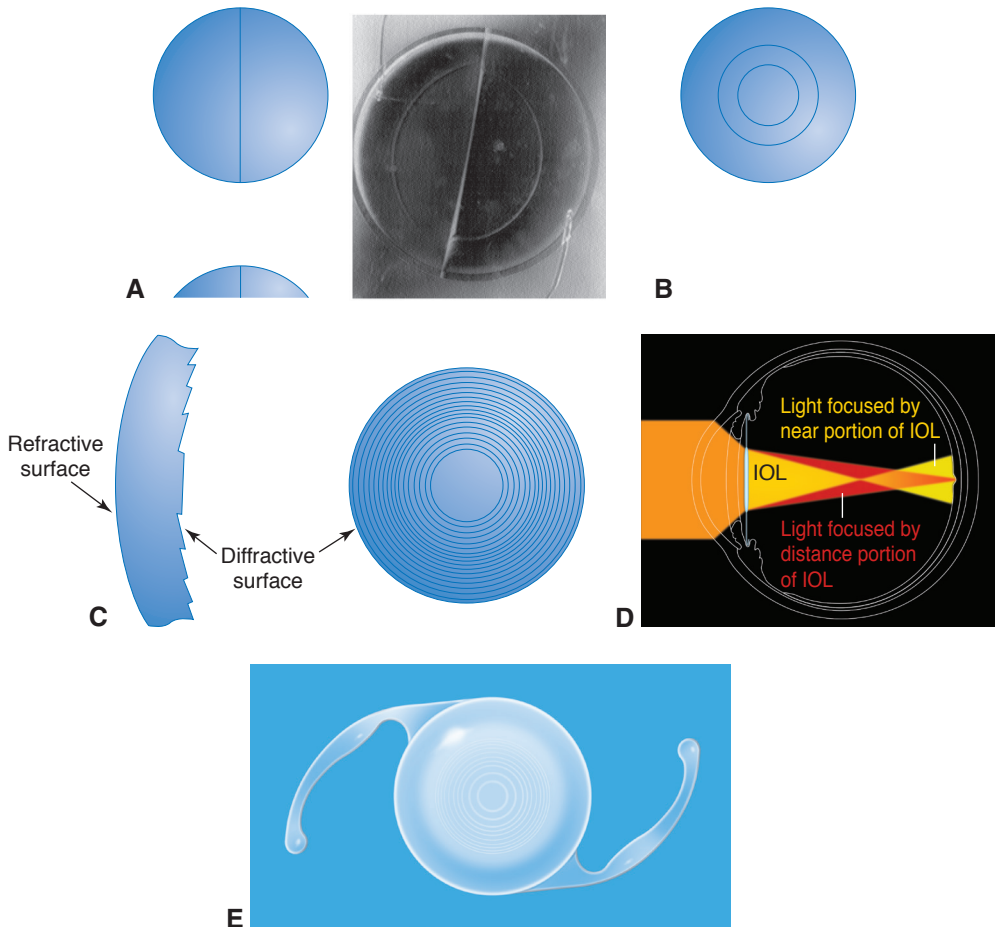 A
B
Refractive
surface
Diffractive
surface
C
Light focused by
near portion of IOL
IOL
Light focused by
distance portion
of IOL
D
E